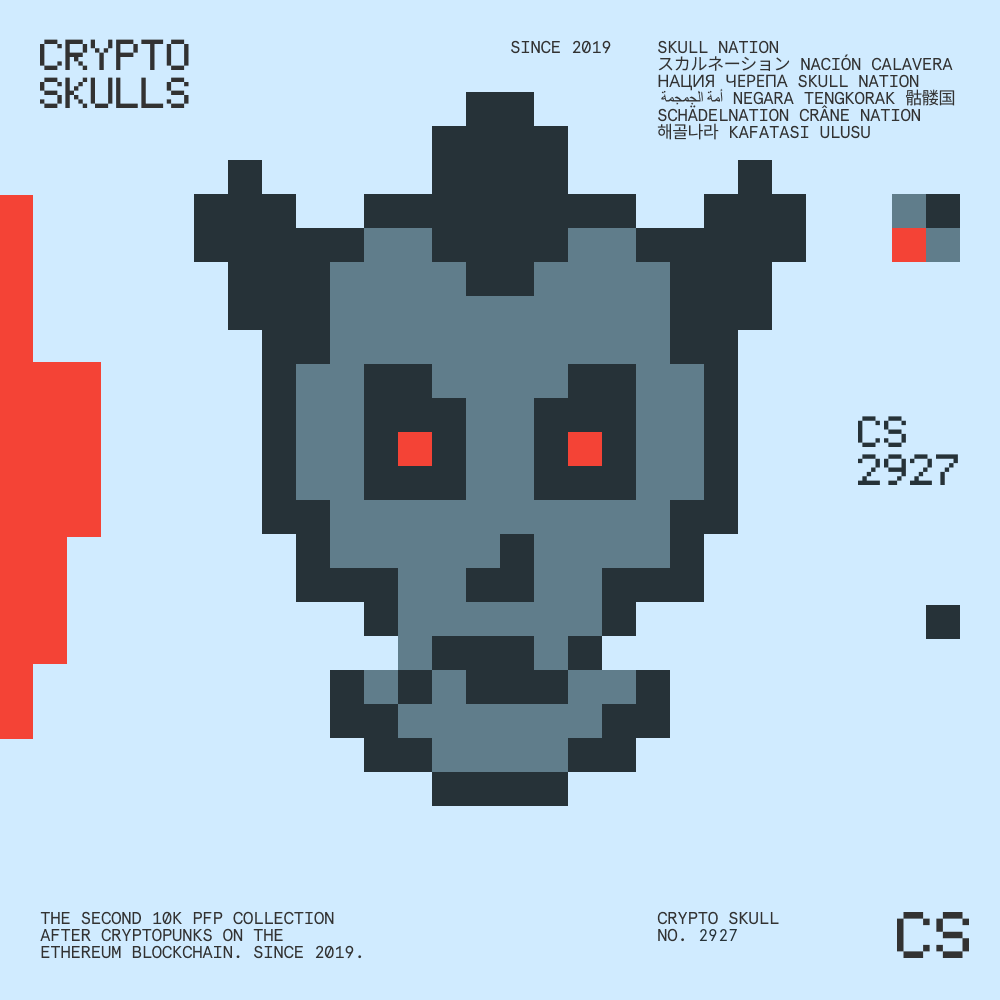 CRYPTO
SKULLS
SINCE 2019
SKULL NATION
スカルネーション NACIÓN CALAVERA
НАЦИЯ ЧЕРЕПА SKULL NATION
أمة الجمجمة NEGARA TENGKORAK 骷髅国
SCHÄDELNATION CRÂNE NATION
해골나라 KAFATASI ULUSU
CS
2927
THE SECOND 10K PFP COLLECTION
AFTER CRYPTOPUNKS ON THE
ETHEREUM BLOCKCHAIN. SINCE 2019.
CRYPTO SKULL
NO. 2927
CS